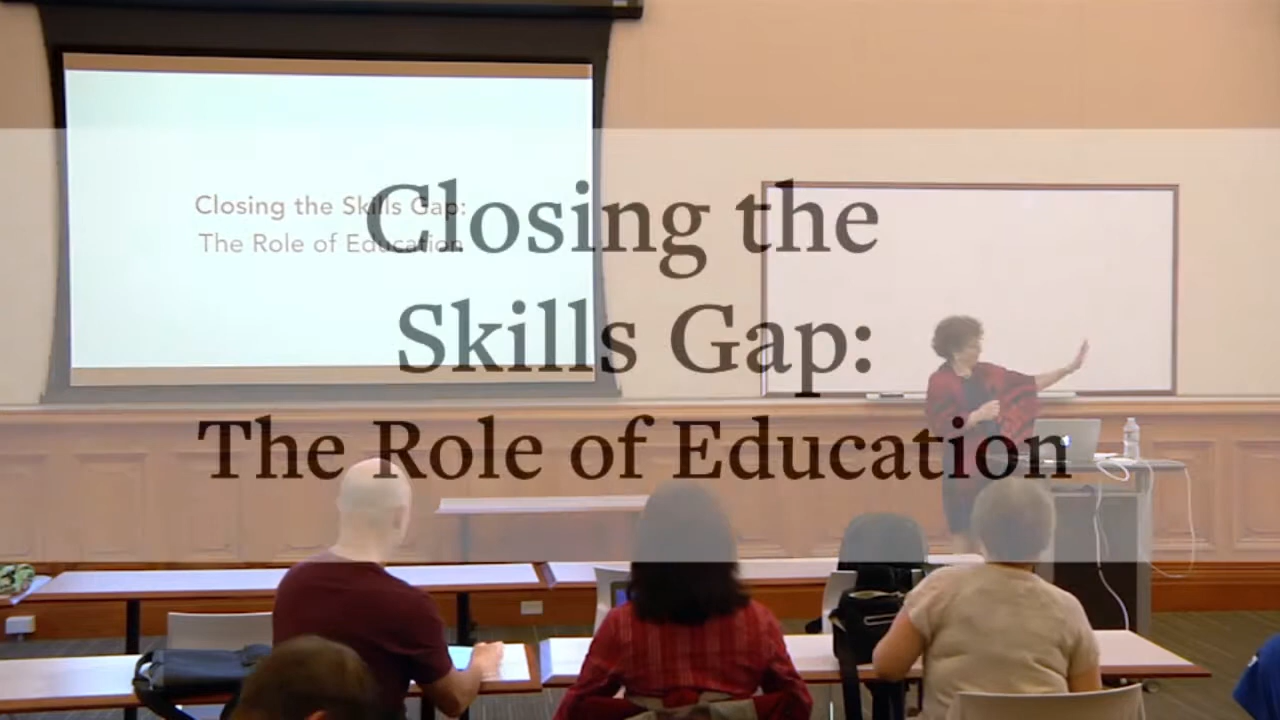 Closing the Skills Gap:
The Role of Education
Closing the
Skills Gap:
The Role of Education